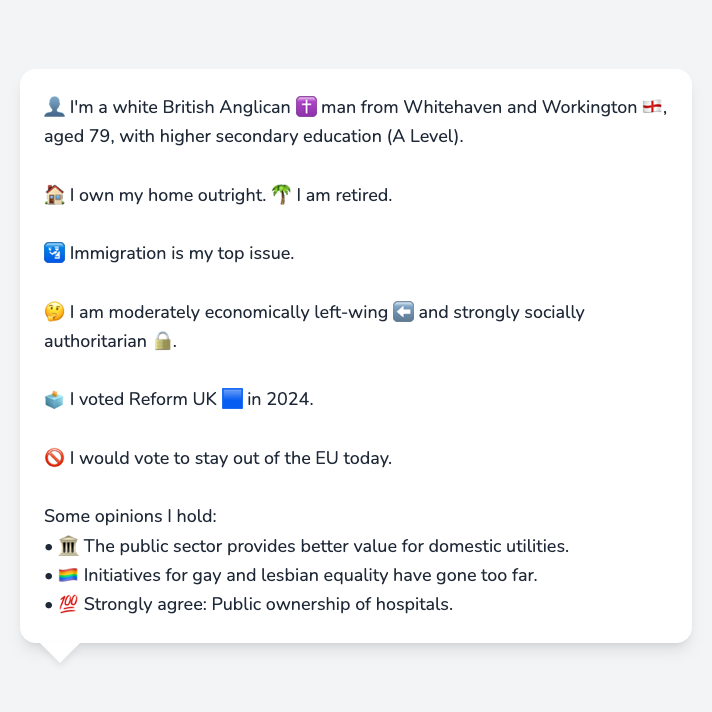 👤 I'm a white British Anglican ✝️ man from Whitehaven and Workington 🏴󠁧󠁢󠁥󠁮󠁧󠁿,
aged 79, with higher secondary education (A Level).
🏠 I own my home outright. 🌴 I am retired.
🛂 Immigration is my top issue.
🤔 I am moderately economically left-wing ⬅️ and strongly socially
authoritarian 🔒.
🗳️ I voted Reform UK 🟦 in 2024.
🚫 I would vote to stay out of the EU today.
Some opinions I hold:
• 🏛️ The public sector provides better value for domestic utilities.
• 🏳️‍🌈 Initiatives for gay and lesbian equality have gone too far.
• 💯 Strongly agree: Public ownership of hospitals.